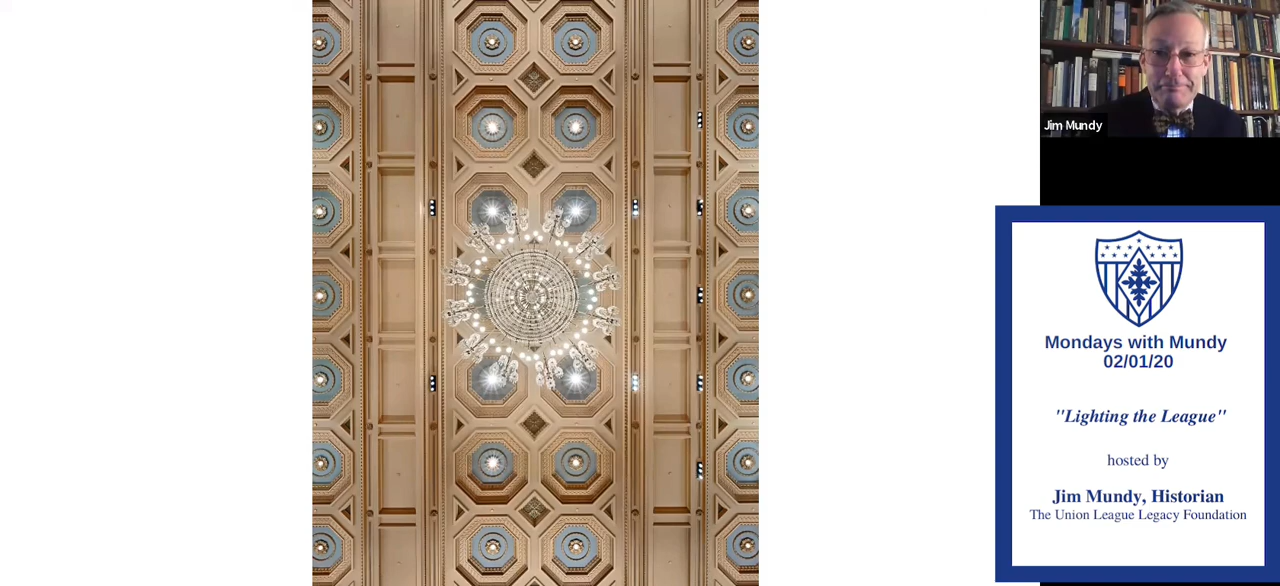 Jim Mundy
Mondays with Mundy
02/01/20
"Lighting the League"
hosted by
Jim Mundy, Historian
The Union League Legacy Foundation